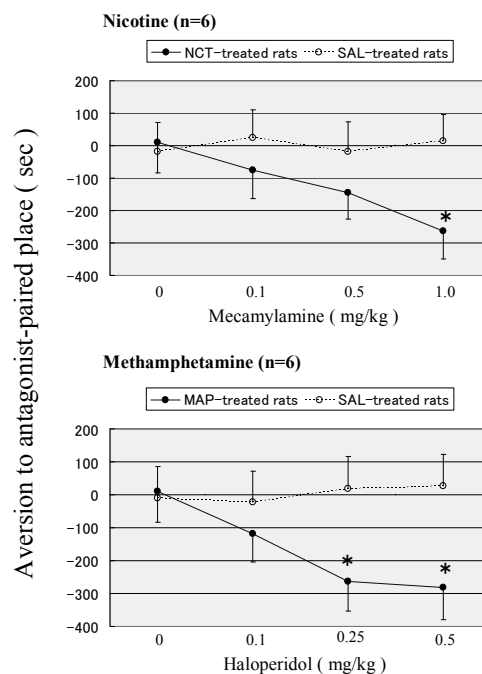 Nicotine (n=6)
NCT-treated rats SAL-treated rats
200
100
0
-100
-200
-300
-400
*
0 0.1 0.5 1.0
Mecamylamine ( mg/kg )
Aversion to antagonist-paired place ( sec )
Methamphetamine (n=6)
MAP-treated rats SAL-treated rats
200
100
0
-100
-200
-300
-400
* *
0 0.1 0.25 0.5
Haloperidol ( mg/kg )